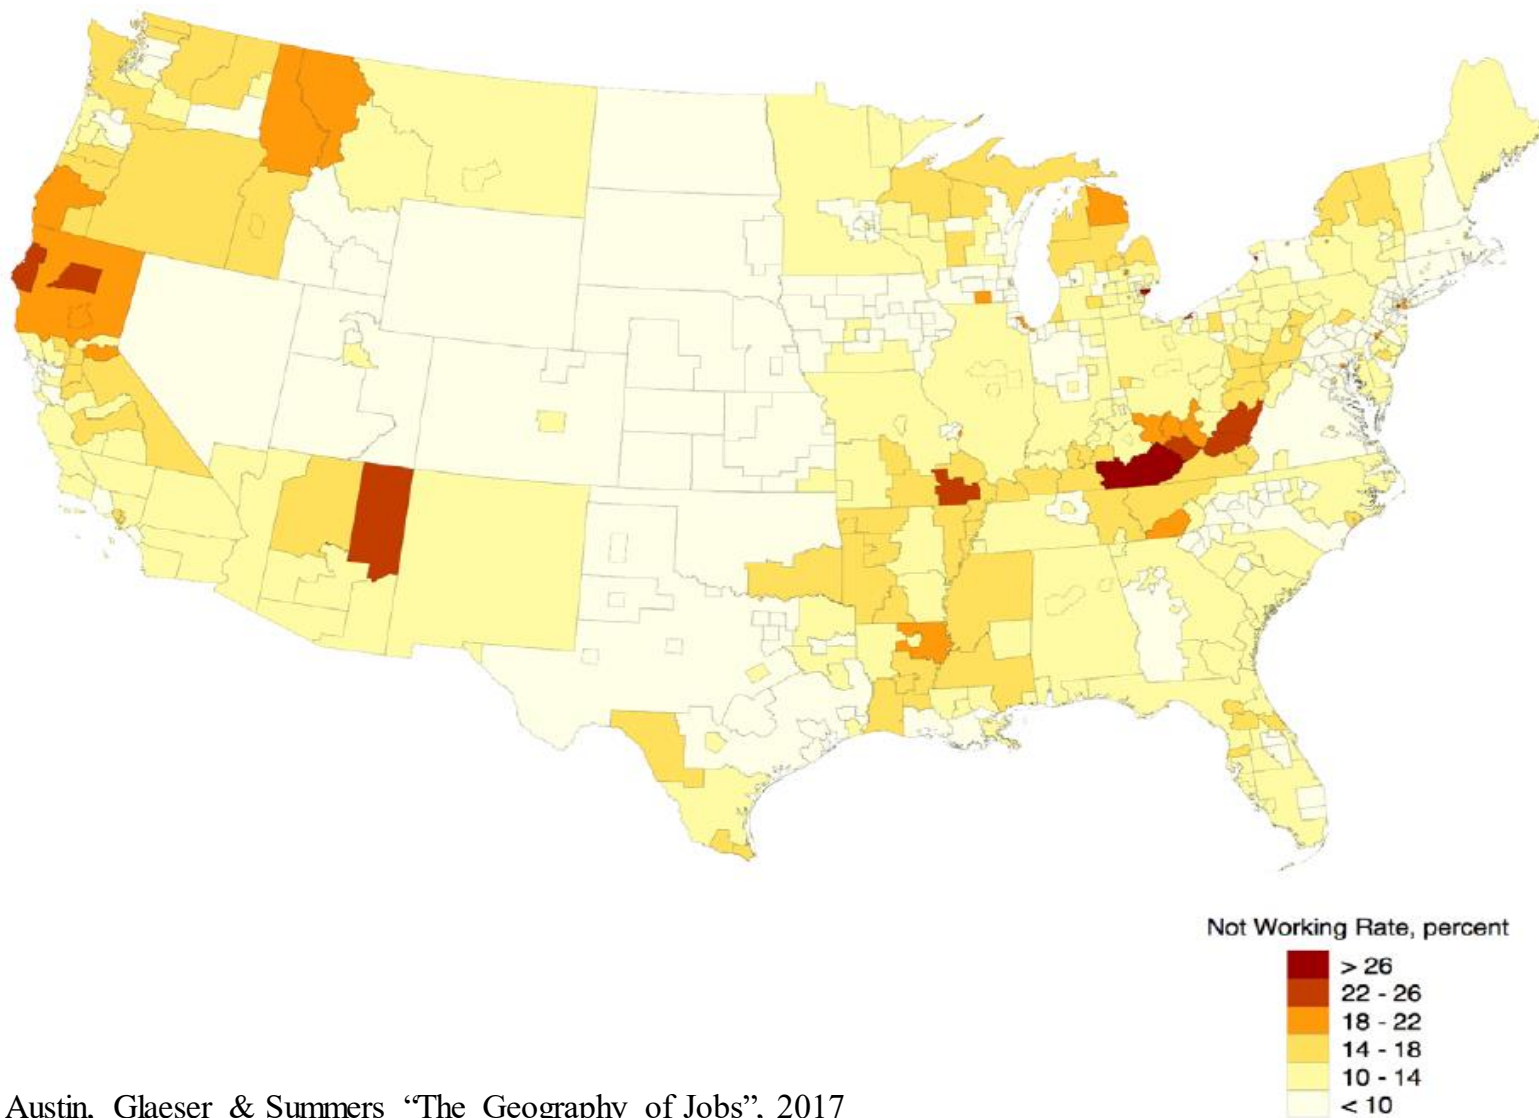 Not Working Rate, percent
> 26
22 - 26
18 - 22
14 - 18
10 - 14
< 10
Austin, Glaeser & Summers "The Geography of Jobs", 2017